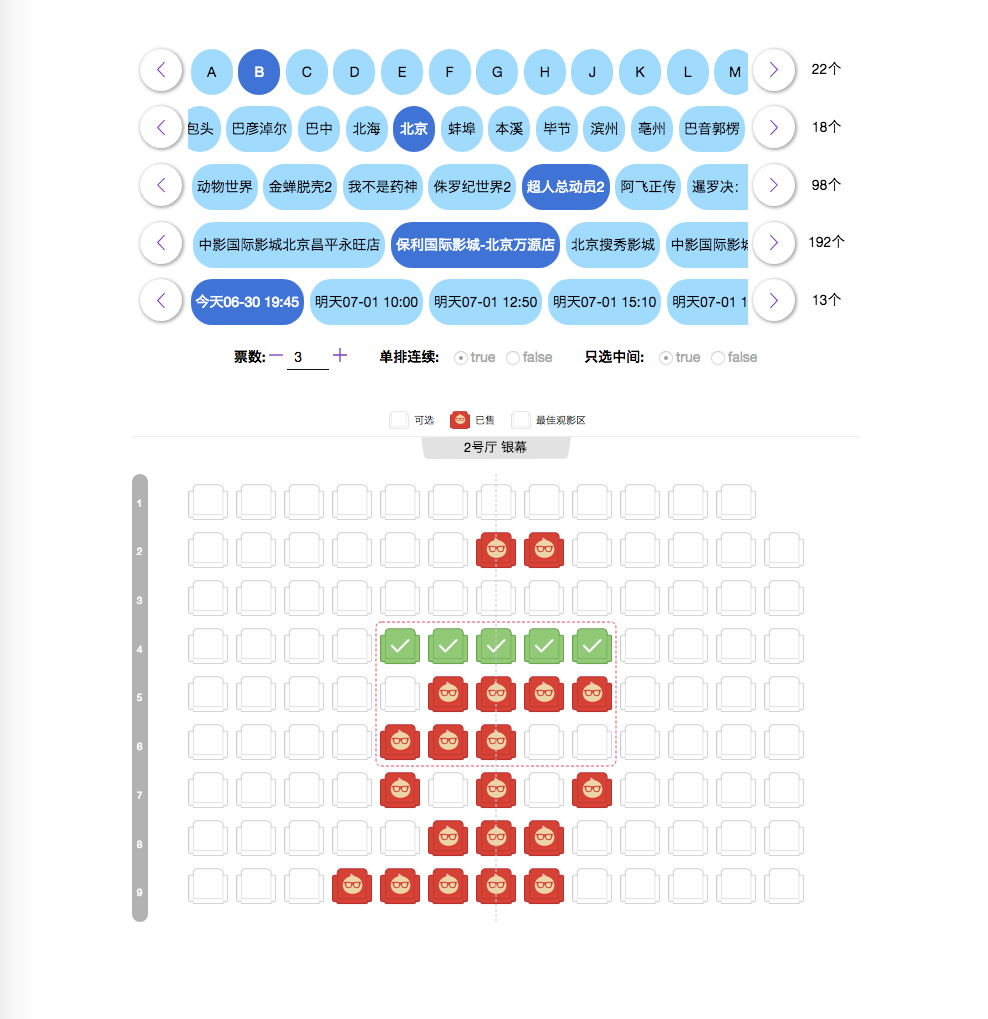 A B C D E F G H J K L M 22个
包头 巴彦淖尔 巴中 北海 北京 蚌埠 本溪 毕节 滨州 亳州 巴音郭楞 18个
动物世界 金蝉脱壳2 我不是药神 侏罗纪世界2 超人总动员2 阿飞正传 暹罗决： 98个
中影国际影城北京昌平永旺店 保利国际影城-北京万源店 北京搜秀影城 中影国际影城 192个
今天06-30 19:45 明天07-01 10:00 明天07-01 12:50 明天07-01 15:10 明天07-01 1 13个
票数: 3 单排连续: true false 只选中间: true false
可选 已售 最佳观影区
2号厅 银幕
1
2
3
4
5
6
7
8
9